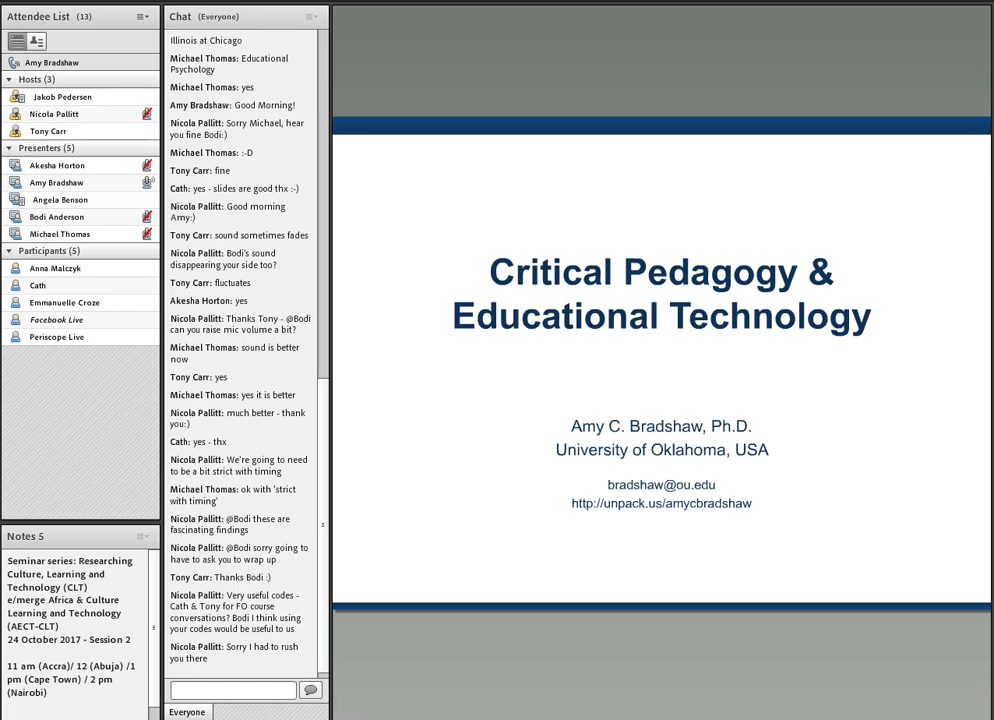 Attendee List (13)
Amy Bradshaw
Hosts (3)
Jakob Pedersen
Nicola Pallitt
Tony Carr
Presenters (5)
Akesha Horton
Amy Bradshaw
Angela Benson
Bodi Anderson
Michael Thomas
Participants (5)
Anna Malczyk
Cath
Emmanuelle Croze
Facebook Live
Periscope Live
Notes 5
Seminar series: Researching
Culture, Learning and
Technology (CLT)
e/merge Africa & Culture
Learning and Technology
(AECT-CLT)
24 October 2017 - Session 2
11 am (Accra)/ 12 (Abuja) /1
pm (Cape Town) / 2 pm
(Nairobi)
Chat (Everyone)
Illinois at Chicago
Michael Thomas: Educational
Psychology
Michael Thomas: yes
Amy Bradshaw: Good Morning!
Nicola Pallitt: Sorry Michael, hear
you fine Bodi:)
Michael Thomas: :-D
Tony Carr: fine
Cath: yes - slides are good thx :-)
Nicola Pallitt: Good morning
Amy:)
Tony Carr: sound sometimes fades
Nicola Pallitt: Bodi's sound
disappearing your side too?
Tony Carr: fluctuates
Akesha Horton: yes
Nicola Pallitt: Thanks Tony - @Bodi
can you raise mic volume a bit?
Michael Thomas: sound is better
now
Tony Carr: yes
Michael Thomas: yes it is better
Nicola Pallitt: much better - thank
you:)
Cath: yes - thx
Nicola Pallitt: We're going to need
to be a bit strict with timing
Michael Thomas: ok with 'strict
with timing'
Nicola Pallitt: @Bodi these are
fascinating findings
Nicola Pallitt: @Bodi sorry going to
have to ask you to wrap up
Tony Carr: Thanks Bodi :)
Nicola Pallitt: Very useful codes -
Cath & Tony for FO course
conversations? Bodi I think using
your codes would be useful to us
Nicola Pallitt: Sorry I had to rush
you there
Everyone
Critical Pedagogy &
Educational Technology
Amy C. Bradshaw, Ph.D.
University of Oklahoma, USA
bradshaw@ou.edu
http://unpack.us/amycbradshaw